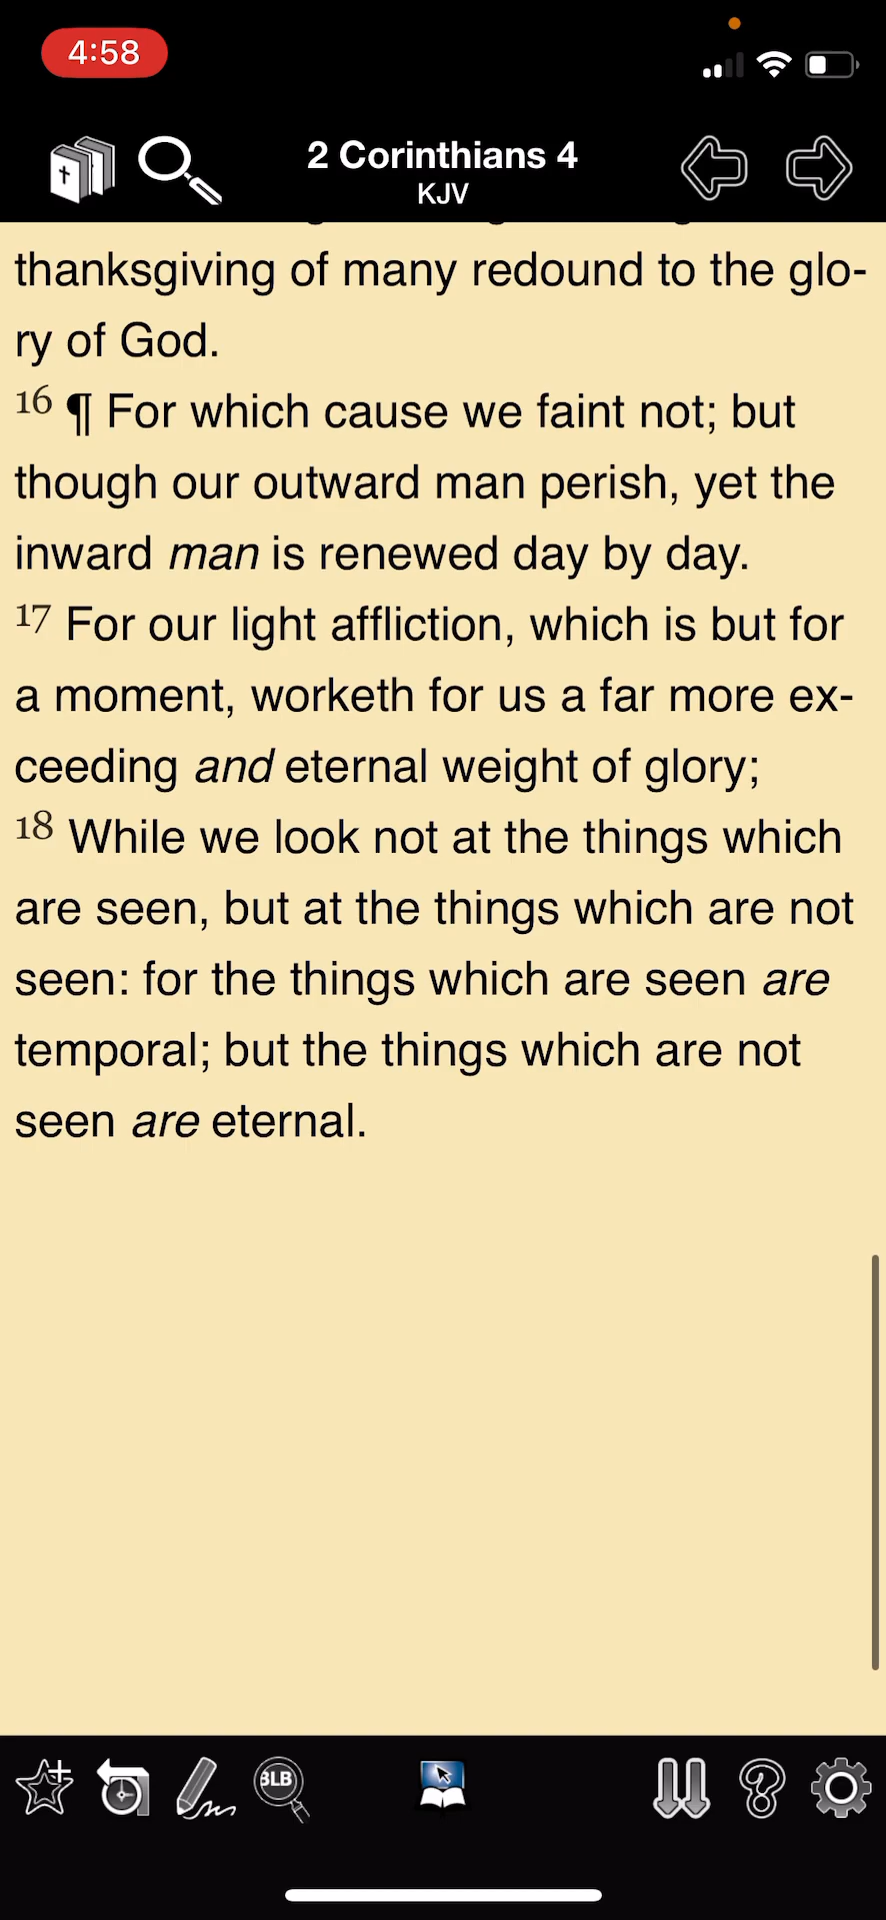 4:58
2 Corinthians 4
KJV
thanksgiving of many redound to the glo-
ry of God.
16 ¶ For which cause we faint not; but
though our outward man perish, yet the
inward man is renewed day by day.
17 For our light affliction, which is but for
a moment, worketh for us a far more ex-
ceeding and eternal weight of glory;
18 While we look not at the things which
are seen, but at the things which are not
seen: for the things which are seen are
temporal; but the things which are not
seen are eternal.
BLB